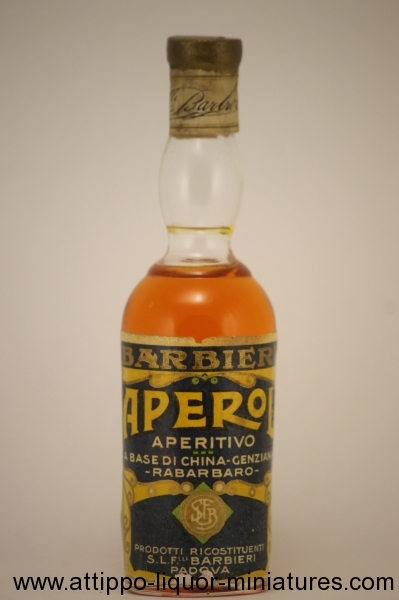 Barbieri
BARBIERI
APEROL
APERITIVO
A BASE DI CHINA-GENZIANA
-RABARBARO-
PRODOTTI RICOSTITUENTI
S.L.F.LLI BARBIERI
PADOVA
www.attippo-liquor-miniatures.com